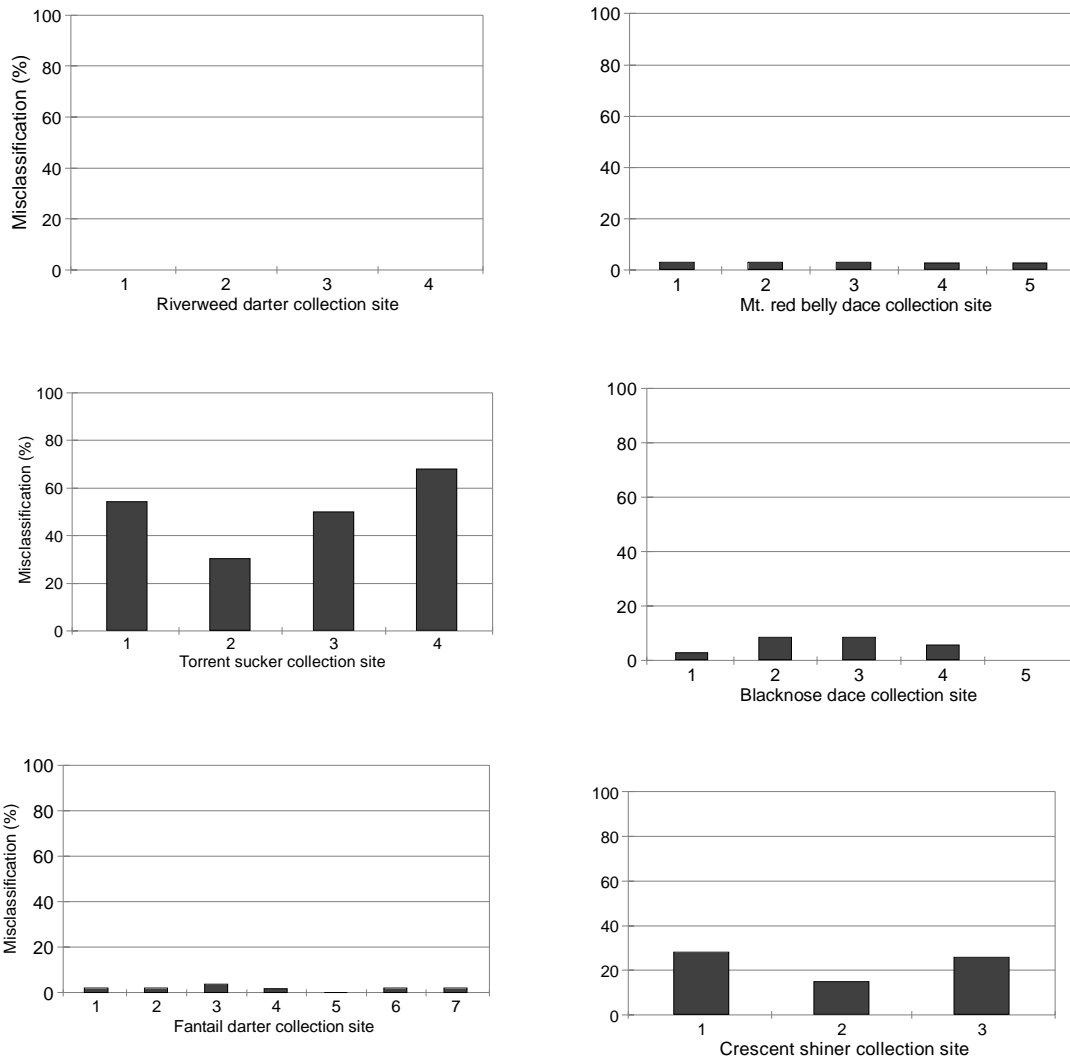 Misclassification (%)
100
80
60
40
20
0
1 2 3 4
Riverweed darter collection site
100
80
60
40
20
0
1 2 3 4 5
Mt. red belly dace collection site
Misclassification (%)
100
80
60
40
20
0
1 2 3 4
Torrent sucker collection site
100
80
60
40
20
0
1 2 3 4 5
Blacknose dace collection site
Misclassification (%)
100
80
60
40
20
0
1 2 3 4 5 6 7
Fantail darter collection site
100
80
60
40
20
0
1 2 3
Crescent shiner collection site